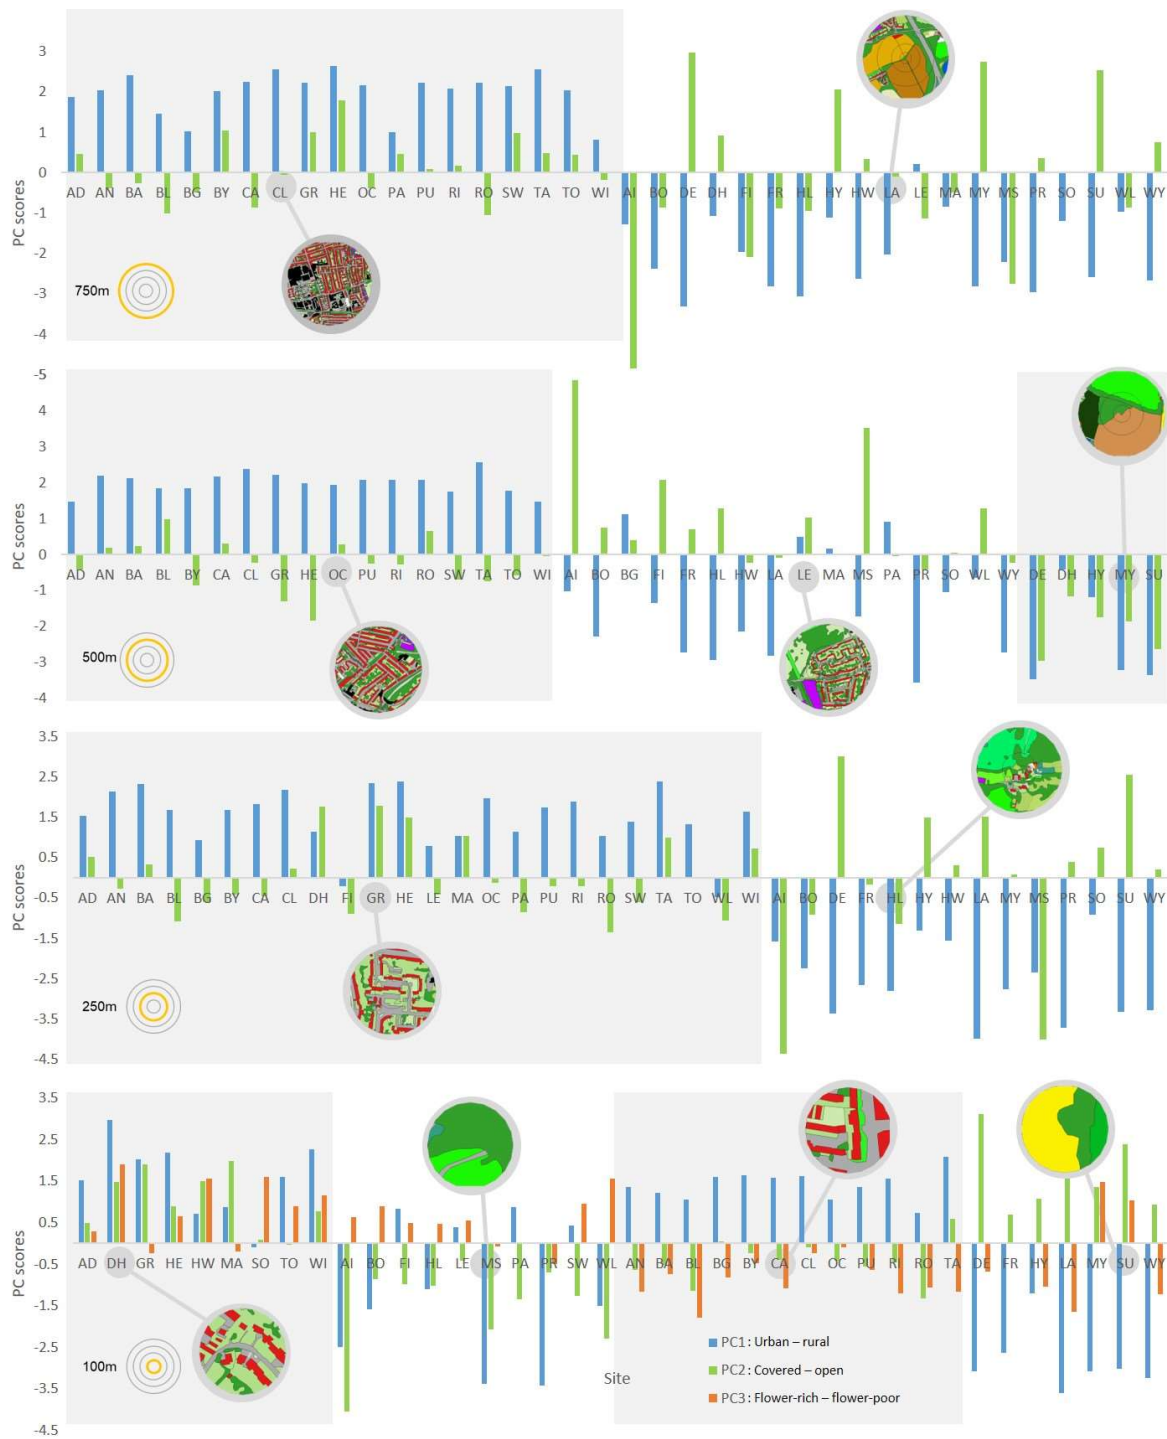 3
2
1
0
-1
-2
-3
-4
PC scores
AD AN BA BL BG BY CA CL GR HE OC PA PU RI RO SW TA TO WI AI BO DE DH FI FR HL HY HW LA LE MA MY MS PR SO SU WL WY
750m
-5
4
3
2
1
0
-1
-2
-3
-4
PC scores
AD AN BA BL BY CA CL GR HE OC PU RI RO SW TA TO WI AI BO BG FI FR HL HW LA LE MA MS PA PR SO WL WY DE DH HY MY SU
500m
3.5
2.5
1.5
0.5
-0.5
-1.5
-2.5
-3.5
-4.5
PC scores
AD AN BA BL BG BY CA CL DH FI GR HE LE MA OC PA PU RI RO SW TA TO WL WI AI BO DE FR HL HY HW LA MY MS PR SO SU WY
250m
3.5
2.5
1.5
0.5
-0.5
-1.5
-2.5
-3.5
-4.5
PC scores
AD DH GR HE HW MA SO TO WI AI BO FI HL LE MS PA PR SW WL AN BA BL BG BY CA CL OC PU RI RO TA DE FR HY LA MY SU WY
100m
Site
PC1: Urban – rural
PC2: Covered – open
PC3: Flower-rich – flower-poor